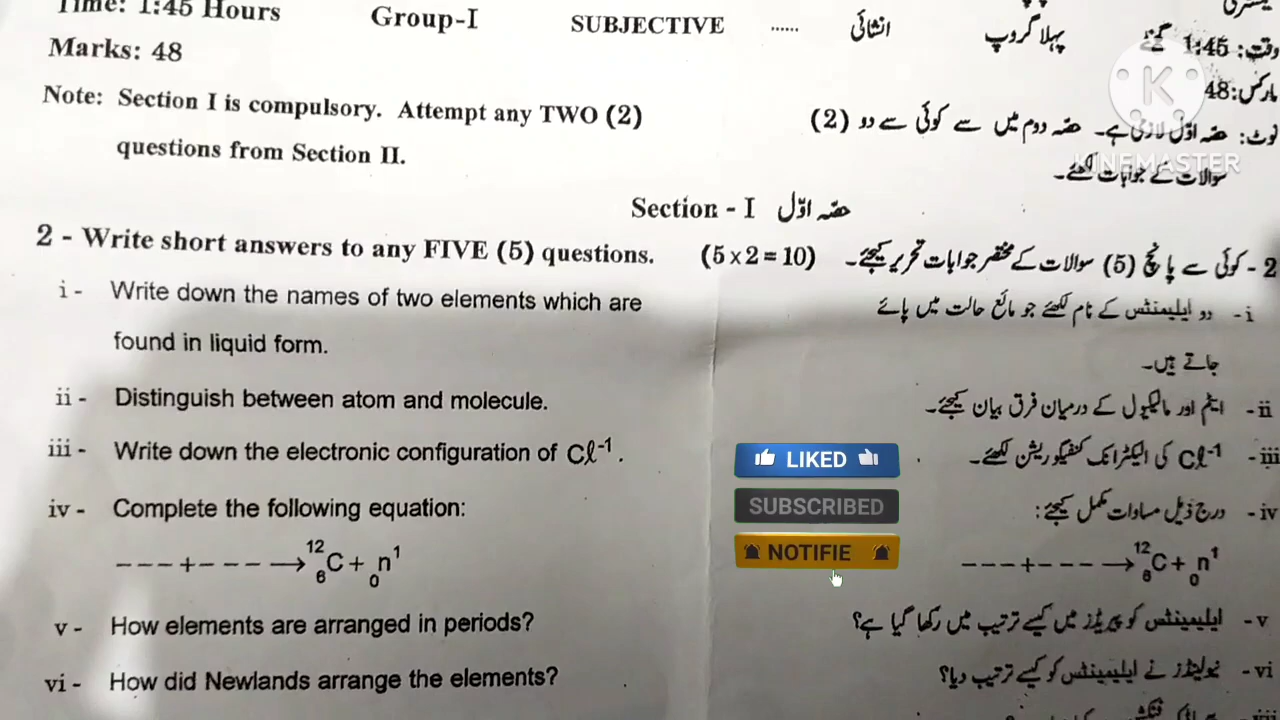 Time: 1:45 Hours Group-I SUBJECTIVE ...... انشائی پہلا گروپ وقت: 1:45 گھنٹے
Marks: 48 مارکس: 48
Note: Section I is compulsory. Attempt any TWO (2) نوٹ: حصہ اوّل لازمی ہے۔ حصہ دوم میں سے کوئی سے دو (2)
questions from Section II. سوالات کے جوابات لکھئے۔
K
KINEMASTER
Section - I حصہ اوّل
2 - Write short answers to any FIVE (5) questions. (5 x 2 = 10) 2 - کوئی سے پانچ (5) سوالات کے مختصر جوابات تحریر کیجئے۔
i - Write down the names of two elements which are i - دو ایلیمنٹس کے نام لکھئے جو مائع حالت میں پائے
found in liquid form. جاتے ہیں۔
ii - Distinguish between atom and molecule. ii - ایٹم اور مالیکیول کے درمیان فرق بیان کیجئے۔
iii - Write down the electronic configuration of Cℓ⁻¹ . iii - Cℓ⁻¹ کی الیکٹرانک کنفیگوریشن لکھئے۔
LIKED
iv - Complete the following equation: iv - درج ذیل مساوات مکمل کیجئے:
SUBSCRIBED
– – – + – – – ⟶ ¹²₆C + ₀n¹ – – – + – – – ⟶ ¹²₆C + ₀n¹
NOTIFIE
v - How elements are arranged in periods? v - ایلیمینٹس کو پیریڈز میں کیسے ترتیب میں رکھا گیا ہے؟
vi - How did Newlands arrange the elements? vi - نیولینڈز نے ایلیمینٹس کو کیسے ترتیب دیا؟